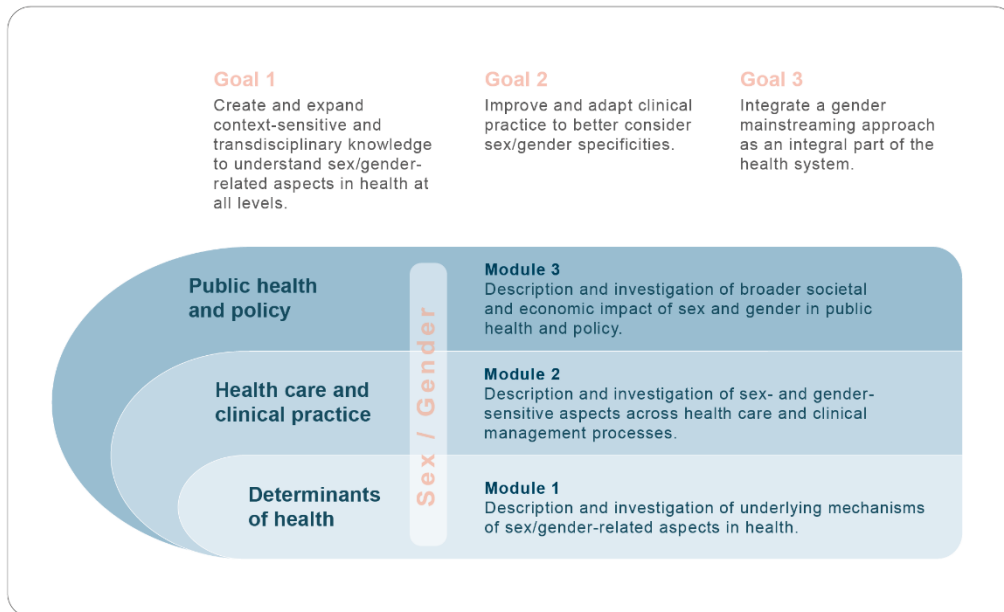 Goal 1
Create and expand
context-sensitive and
transdisciplinary knowledge
to understand sex/gender-
related aspects in health at
all levels.
Goal 2
Improve and adapt clinical
practice to better consider
sex/gender specificities.
Goal 3
Integrate a gender
mainstreaming approach
as an integral part of the
health system.
Public health
and policy
Module 3
Description and investigation of broader societal
and economic impact of sex and gender in public
health and policy.
Health care and
clinical practice
Module 2
Description and investigation of sex- and gender-
sensitive aspects across health care and clinical
management processes.
Determinants
of health
Module 1
Description and investigation of underlying mechanisms
of sex/gender-related aspects in health.
Sex / Gender